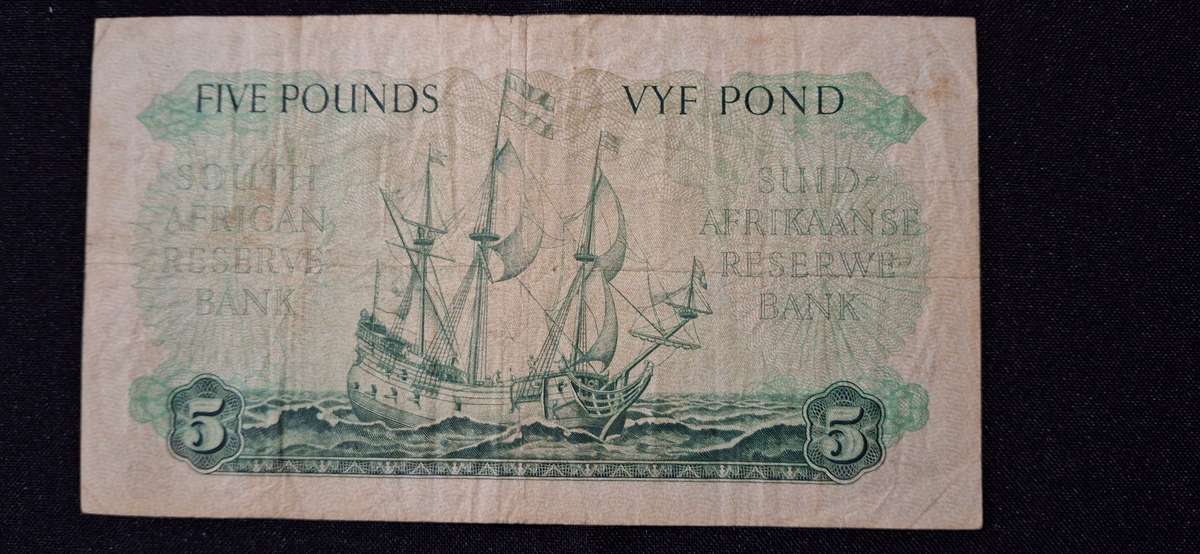 FIVE POUNDS
VYF POND
SOUTH
AFRICAN
RESERVE
BANK
SUID-
AFRIKAANSE
RESERWE-
BANK
5
5